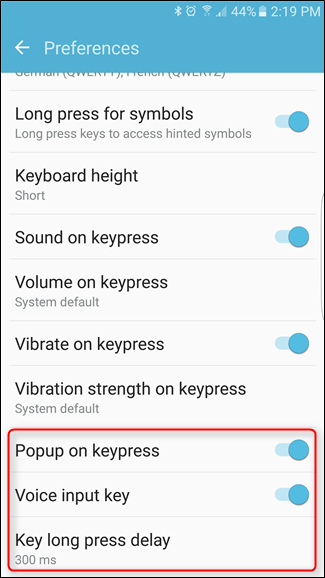 44% 2:19 PM
Preferences
German (QWERTY), French (QWERTZ)
Long press for symbols
Long press keys to access hinted symbols
Keyboard height
Short
Sound on keypress
Volume on keypress
System default
Vibrate on keypress
Vibration strength on keypress
System default
Popup on keypress
Voice input key
Key long press delay
300 ms